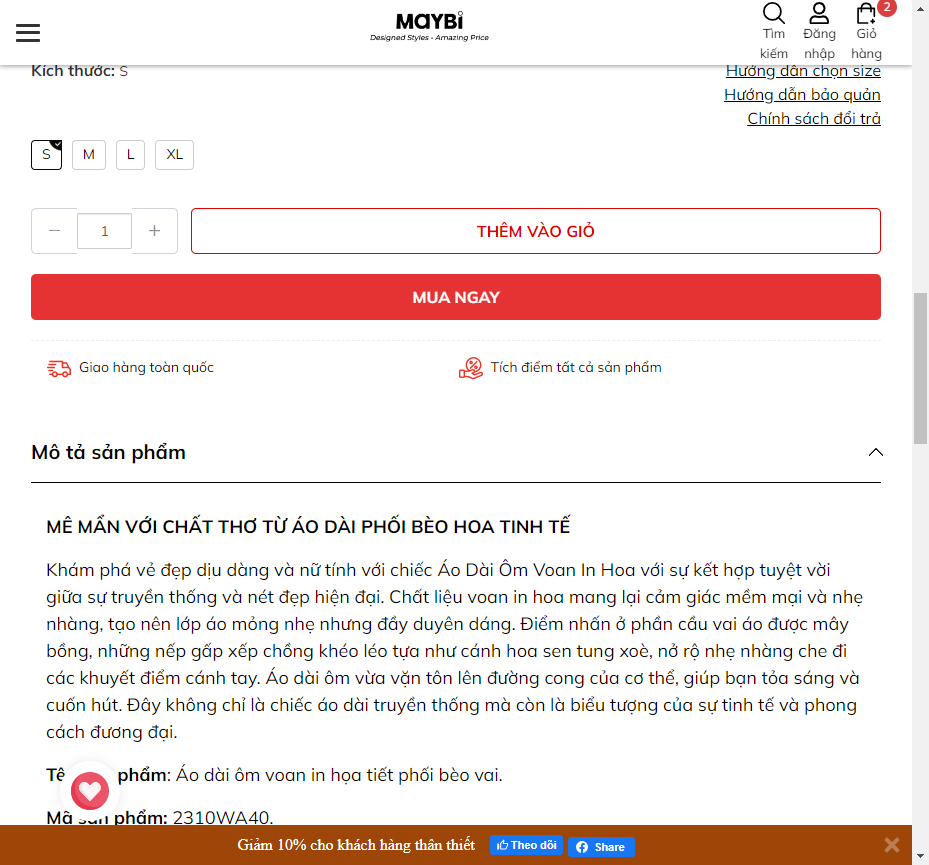 MAYBI
Designed Styles - Amazing Price
Tìm kiếm
Đăng nhập
2
Giỏ hàng
Kích thước: S
Hướng dẫn chọn size
Hướng dẫn bảo quản
Chính sách đổi trả
S M L XL
− 1 +
THÊM VÀO GIỎ
MUA NGAY
Giao hàng toàn quốc
Tích điểm tất cả sản phẩm
Mô tả sản phẩm
MÊ MẨN VỚI CHẤT THƠ TỪ ÁO DÀI PHỐI BÈO HOA TINH TẾ
Khám phá vẻ đẹp dịu dàng và nữ tính với chiếc Áo Dài Ôm Voan In Hoa với sự kết hợp tuyệt vời
giữa sự truyền thống và nét đẹp hiện đại. Chất liệu voan in hoa mang lại cảm giác mềm mại và nhẹ
nhàng, tạo nên lớp áo mỏng nhẹ nhưng đầy duyên dáng. Điểm nhấn ở phần cầu vai áo được mây
bồng, những nếp gấp xếp chồng khéo léo tựa như cánh hoa sen tung xoè, nở rộ nhẹ nhàng che đi
các khuyết điểm cánh tay. Áo dài ôm vừa vặn tôn lên đường cong của cơ thể, giúp bạn tỏa sáng và
cuốn hút. Đây không chỉ là chiếc áo dài truyền thống mà còn là biểu tượng của sự tinh tế và phong
cách đương đại.
phẩm: Áo dài ôm voan in họa tiết phối bèo vai.
Mã sản phẩm: 2310WA40.
Giảm 10% cho khách hàng thân thiết
Theo dõi
Share